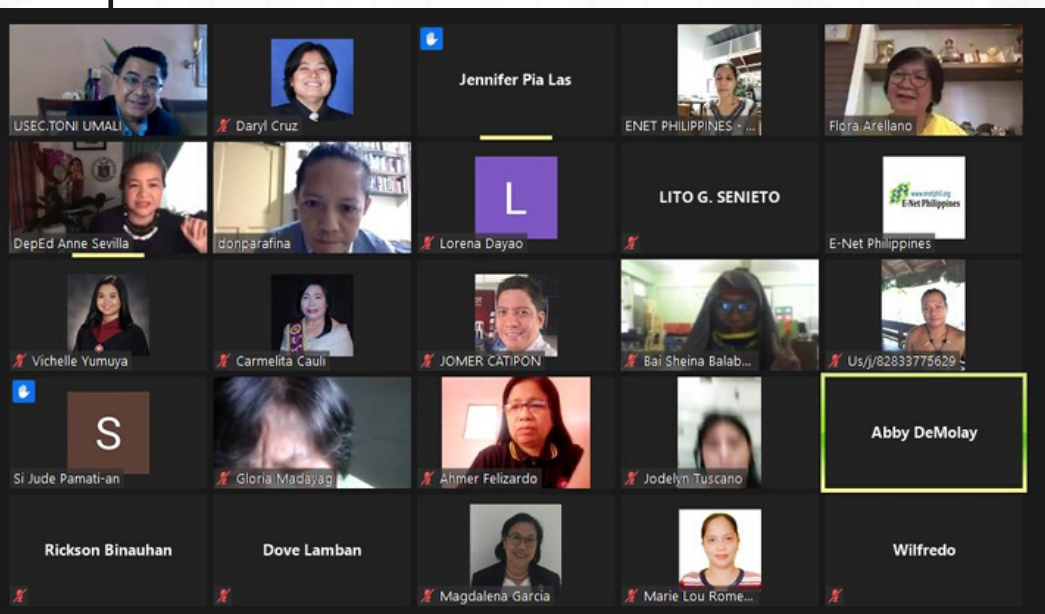 USEC.TONI UMALI
Daryl Cruz
Jennifer Pia Las
ENET PHILIPPINES - ...
Flora Arellano
DepEd Anne Sevilla
donparafina
L
Lorena Dayao
LITO G. SENIETO
www.enetphil.org
E-Net Philippines
E-Net Philippines
Vichelle Yumuya
Carmelita Cauli
JOMER CATIPON
Bai Sheina Balab...
Us/j/82833775629
S
Si Jude Pamati-an
Gloria Madayag
Ahmer Felizardo
Jodelyn Tuscano
Abby DeMolay
Rickson Binauhan
Dove Lamban
Magdalena Garcia
Marie Lou Rome...
Wilfredo